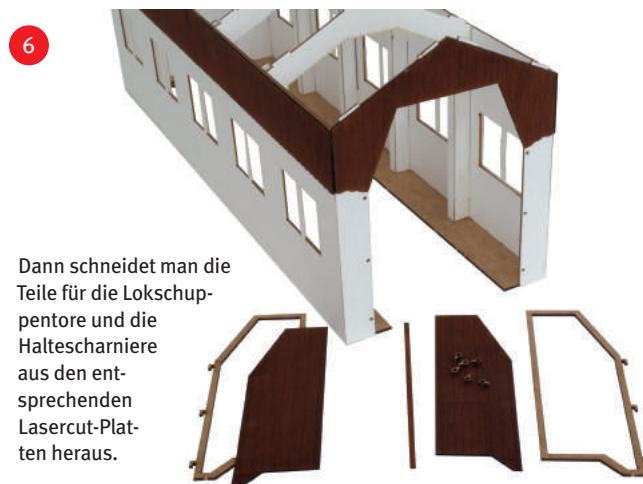 6
Dann schneidet man die
Teile für die Lokschup-
pentore und die
Haltescharniere
aus den ent-
sprechenden
Lasercut-Plat-
ten heraus.